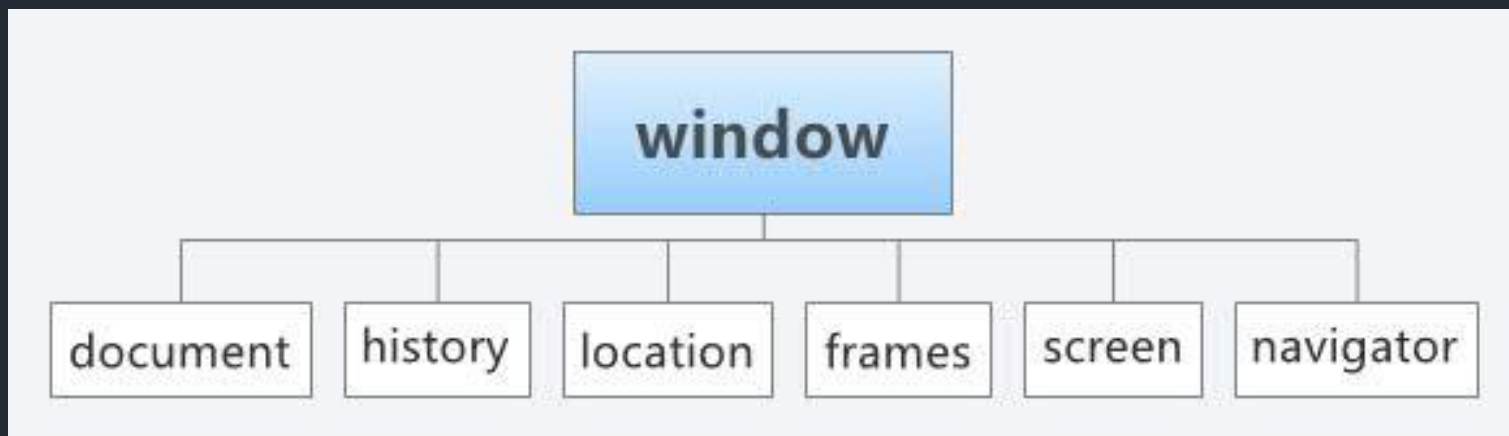 window
document
history
location
frames
screen
navigator